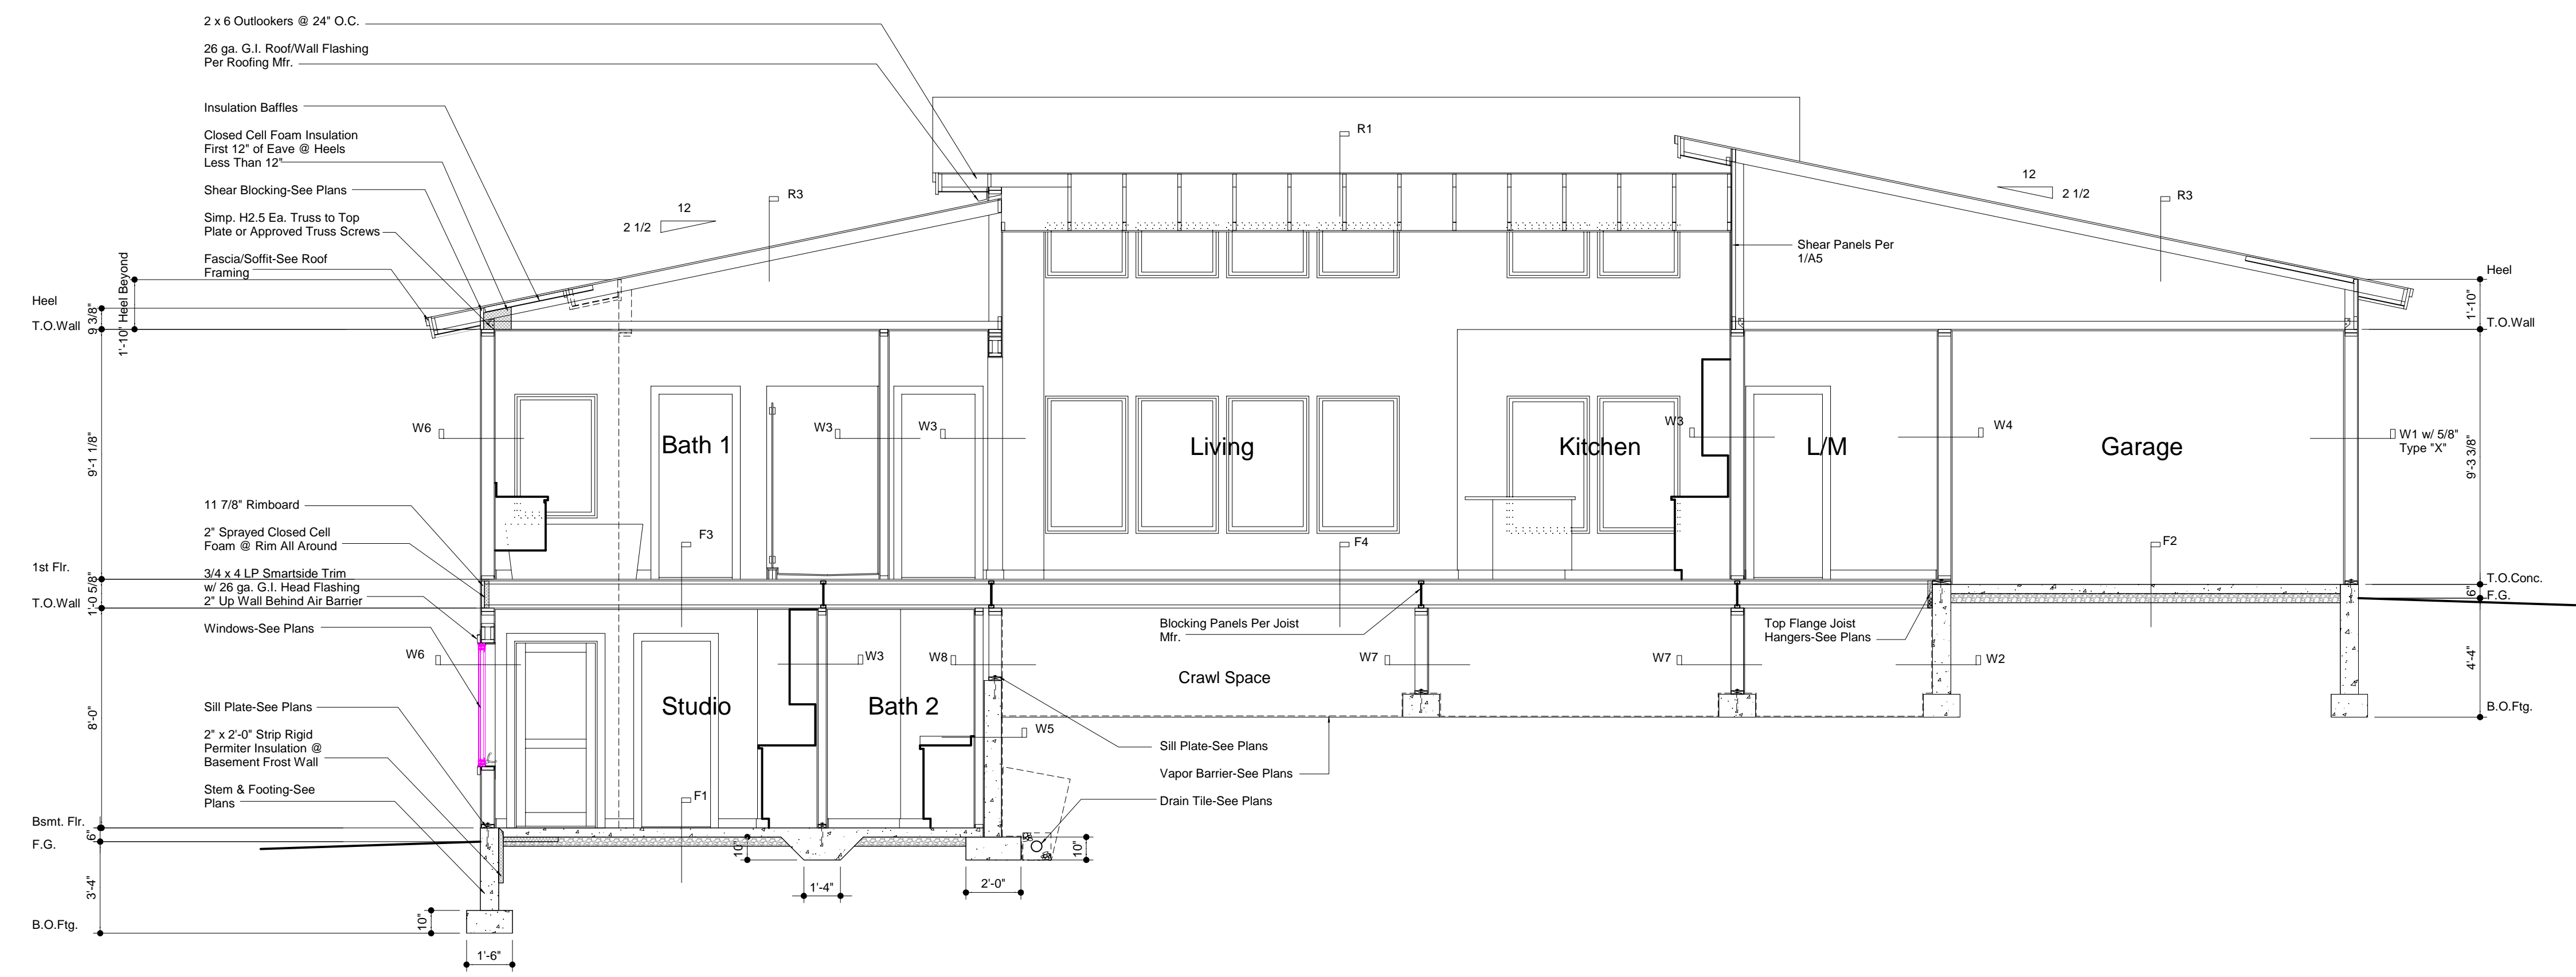 2 x 6 Outlookers @ 24" O.C.
26 ga. G.I. Roof/Wall Flashing
Per Roofing Mfr.
Insulation Baffles
Closed Cell Foam Insulation
First 12" of Eave @ Heels
Less Than 12"
Shear Blocking-See Plans
Simp. H2.5 Ea. Truss to Top
Plate or Approved Truss Screws
Fascia/Soffit-See Roof
Framing
Heel
T.O.Wall
9 3/8"
1'-10" Heel Beyond
9'-1 1/8"
11 7/8" Rimboard
2" Sprayed Closed Cell
Foam @ Rim All Around
1st Flr.
3/4 x 4 LP Smartside Trim
w/ 26 ga. G.I. Head Flashing
2" Up Wall Behind Air Barrier
T.O.Wall
1'-0 5/8"
Windows-See Plans
8'-0"
Sill Plate-See Plans
2" x 2'-0" Strip Rigid
Permiter Insulation @
Basement Frost Wall
Stem & Footing-See
Plans
Bsmt. Flr.
6"
F.G.
3'-4"
B.O.Ftg.
10"
1'-6"
12
2 1/2
R3
R1
12
2 1/2
R3
Shear Panels Per
1/A5
W6
Bath 1
W3
W3
Living
Kitchen
W3
L/M
W4
Garage
W1 w/ 5/8"
Type "X"
F3
F4
F2
W6
Studio
W3
Bath 2
W8
Crawl Space
Blocking Panels Per Joist
Mfr.
W7
W7
Top Flange Joist
Hangers-See Plans
W2
W5
Sill Plate-See Plans
Vapor Barrier-See Plans
Drain Tile-See Plans
F1
10"
1'-4"
2'-0"
10"
Heel
1'-10"
T.O.Wall
9'-3 3/8"
T.O.Conc.
6"
F.G.
4'-4"
B.O.Ftg.